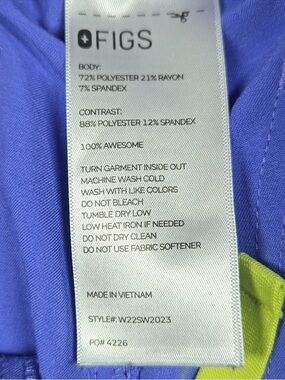 FIGS
BODY:
72% POLYESTER 21% RAYON
7% SPANDEX
CONTRAST:
88% POLYESTER 12% SPANDEX
100% AWESOME
TURN GARMENT INSIDE OUT
MACHINE WASH COLD
WASH WITH LIKE COLORS
DO NOT BLEACH
TUMBLE DRY LOW
LOW HEAT IRON IF NEEDED
DO NOT DRY CLEAN
DO NOT USE FABRIC SOFTENER
MADE IN VIETNAM
STYLE#: W22SW2023
PO# 4226